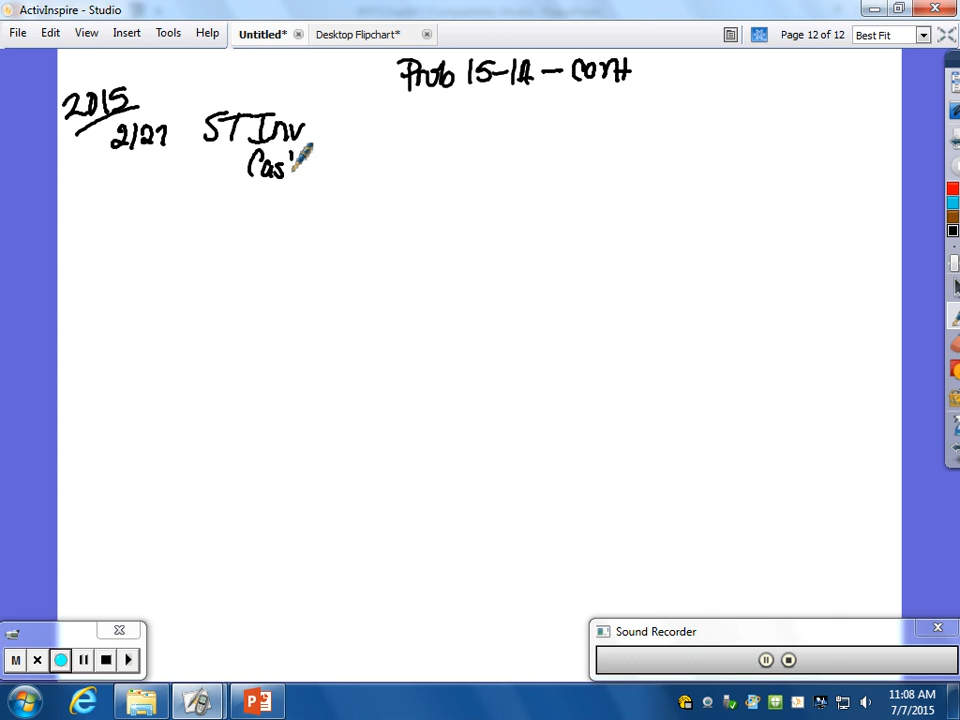 ActivInspire - Studio
File Edit View Insert Tools Help Untitled* Desktop Flipchart* Page 12 of 12 Best Fit
Prob 15-1A - cont
2015
2/27 ST Inv
Cas
M
Sound Recorder
11:08 AM
7/7/2015